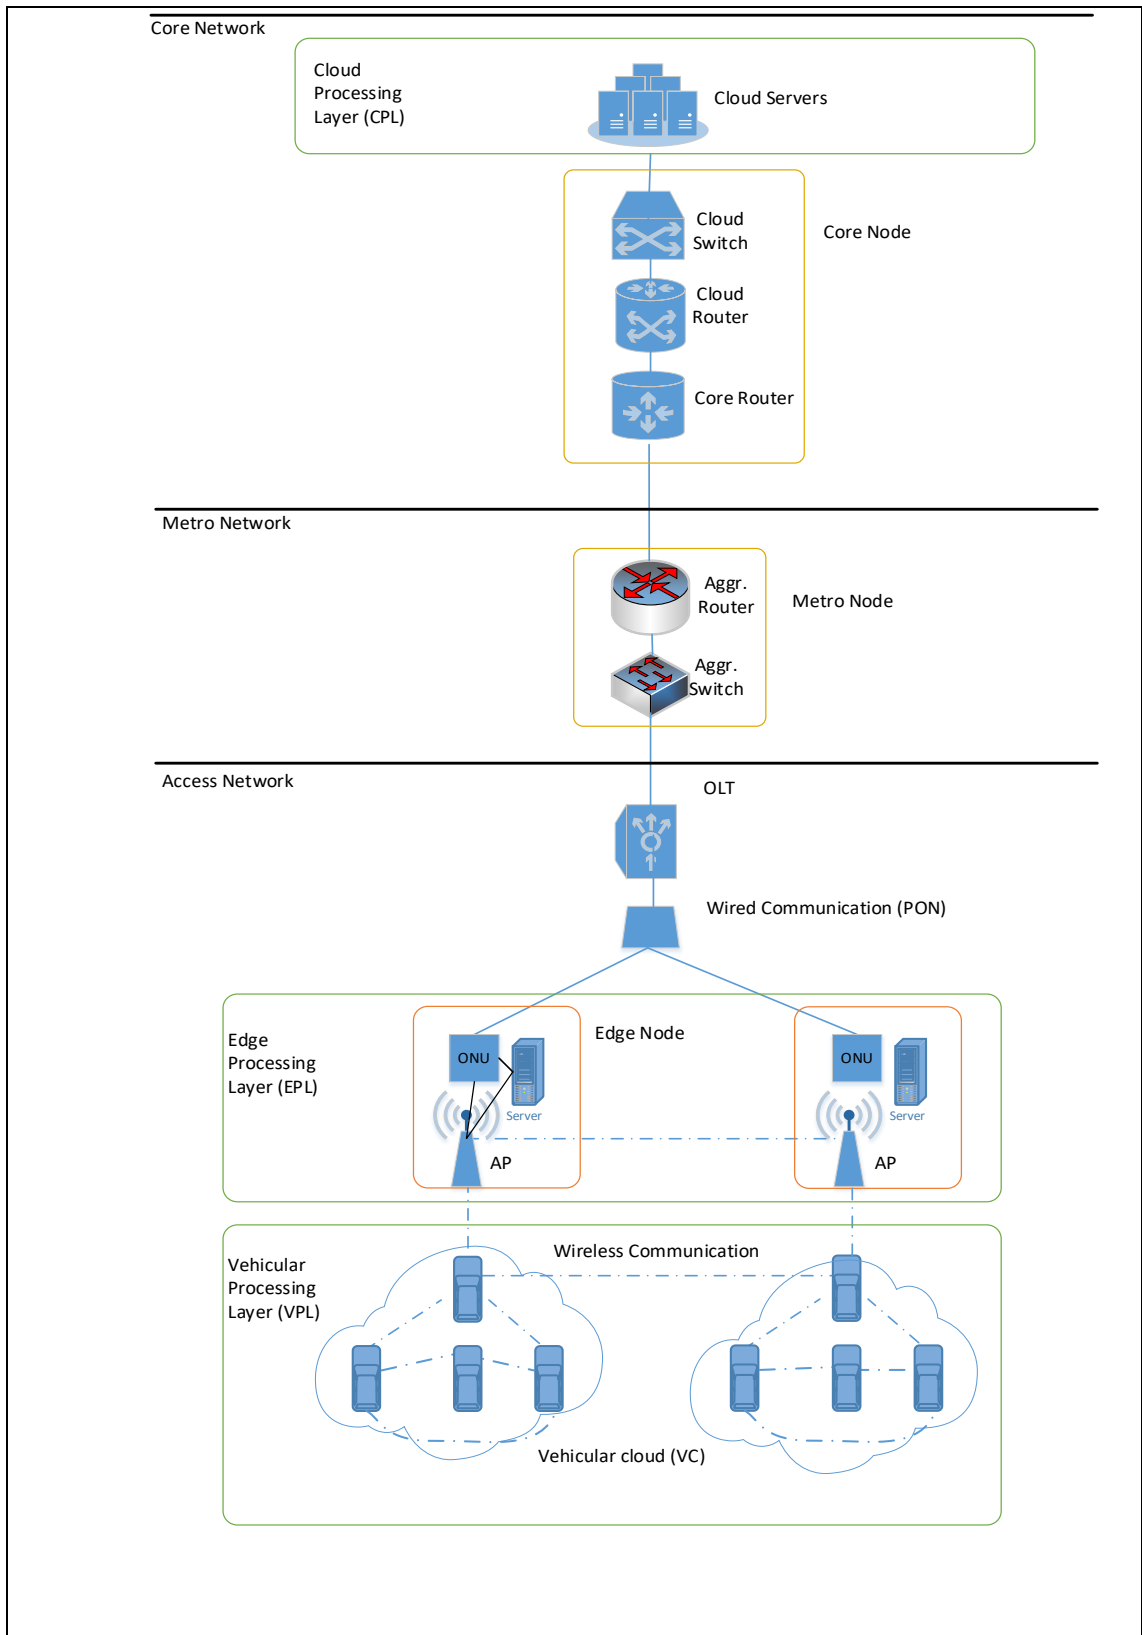 Core Network
Cloud
Processing
Layer (CPL)
Cloud Servers
Cloud
Switch
Core Node
Cloud
Router
Core Router
Metro Network
Aggr.
Router
Metro Node
Aggr.
Switch
Access Network
OLT
Wired Communication (PON)
Edge
Processing
Layer (EPL)
Edge Node
ONU
Server
AP
ONU
Server
AP
Vehicular
Processing
Layer (VPL)
Wireless Communication
Vehicular cloud (VC)